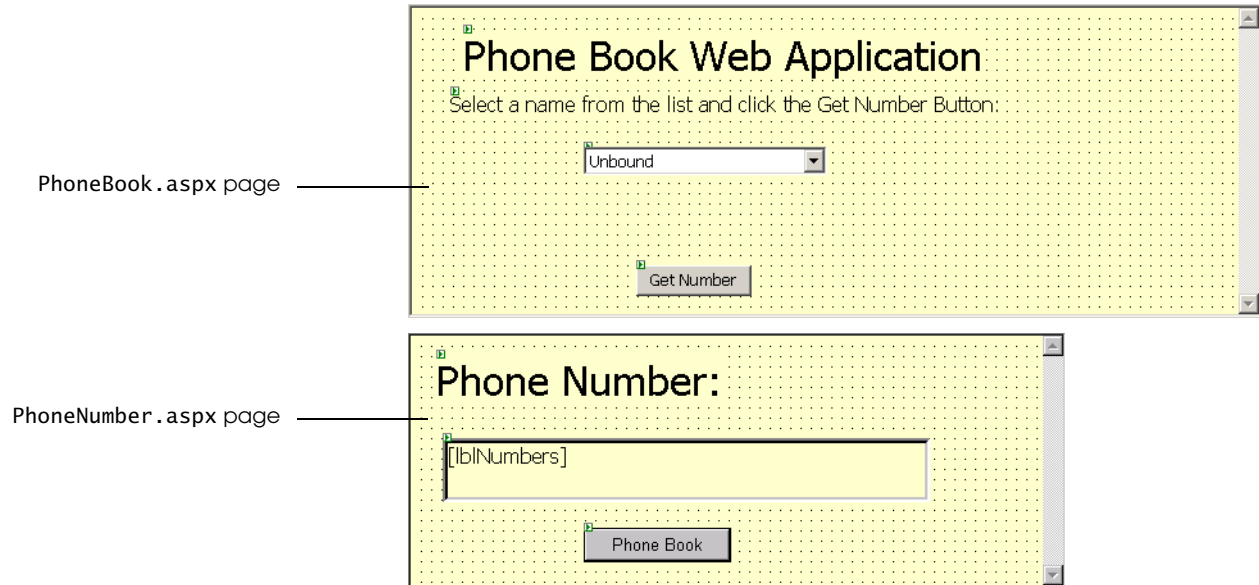 Phone Book Web Application
Select a name from the list and click the Get Number Button:
Unbound
PhoneBook.aspx page
Get Number
Phone Number:
PhoneNumber.aspx page
[lblNumbers]
Phone Book